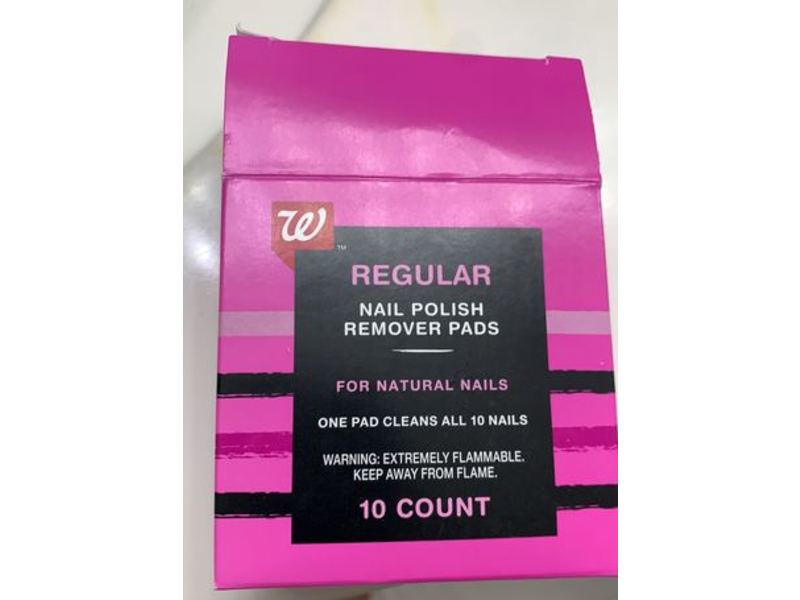 W
TM
REGULAR
NAIL POLISH
REMOVER PADS
FOR NATURAL NAILS
ONE PAD CLEANS ALL 10 NAILS
WARNING: EXTREMELY FLAMMABLE.
KEEP AWAY FROM FLAME.
10 COUNT